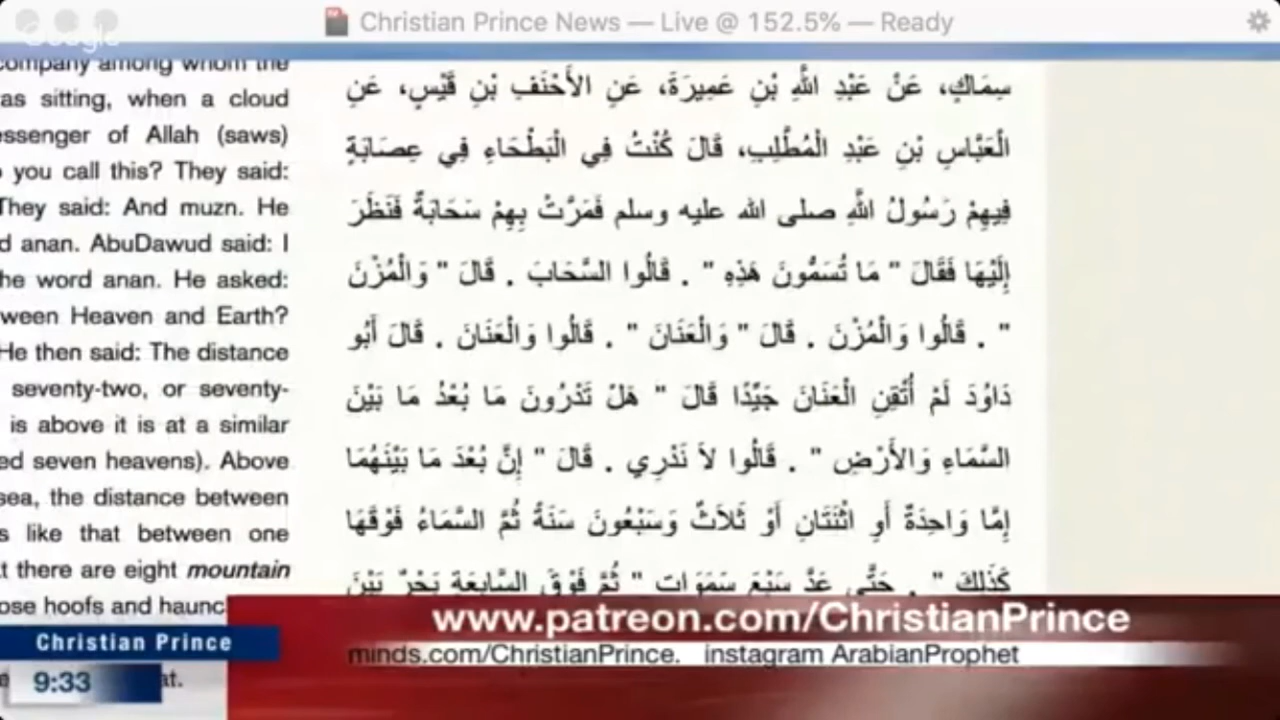 Christian Prince News — Live @ 152.5% — Ready
Google
company among whom the
as sitting, when a cloud
essenger of Allah (saws)
you call this? They said:
They said: And muzn. He
d anan. AbuDawud said: I
he word anan. He asked:
ween Heaven and Earth?
He then said: The distance
seventy-two, or seventy-
is above it is at a similar
ed seven heavens). Above
sea, the distance between
s like that between one
t there are eight mountain
ose hoofs and haunc
at.
سِمَاكٍ، عَنْ عَبْدِ اللَّهِ بْنِ عَمِيرَةَ، عَنِ الأَحْنَفِ بْنِ قَيْسٍ، عَنِ
الْعَبَّاسِ بْنِ عَبْدِ الْمُطَّلِبِ، قَالَ كُنْتُ فِي الْبَطْحَاءِ فِي عِصَابَةٍ
فِيهِمْ رَسُولُ اللَّهِ صلى الله عليه وسلم فَمَرَّتْ بِهِمْ سَحَابَةٌ فَنَظَرَ
إِلَيْهَا فَقَالَ " مَا تُسَمُّونَ هَذِهِ " . قَالُوا السَّحَابَ . قَالَ " وَالْمُزْنَ
" . قَالُوا وَالْمُزْنَ . قَالَ " وَالْعَنَانَ " . قَالُوا وَالْعَنَانَ . قَالَ أَبُو
دَاوُدَ لَمْ أُتْقِنِ الْعَنَانَ جَيِّدًا قَالَ " هَلْ تَدْرُونَ مَا بُعْدُ مَا بَيْنَ
السَّمَاءِ وَالأَرْضِ " . قَالُوا لاَ نَدْرِي . قَالَ " إِنَّ بُعْدَ مَا بَيْنَهُمَا
إِمَّا وَاحِدَةٌ أَوِ اثْنَتَانِ أَوْ ثَلاَثٌ وَسَبْعُونَ سَنَةً ثُمَّ السَّمَاءُ فَوْقَهَا
كَذَلِكَ " . حَتَّى عَدَّ سَبْعَ سَمَوَاتٍ " ثُمَّ فَوْقَ السَّابِعَةِ بَحْرٌ بَيْنَ
www.patreon.com/ChristianPrince
Christian Prince
minds.com/ChristianPrince. instagram ArabianProphet
9:33